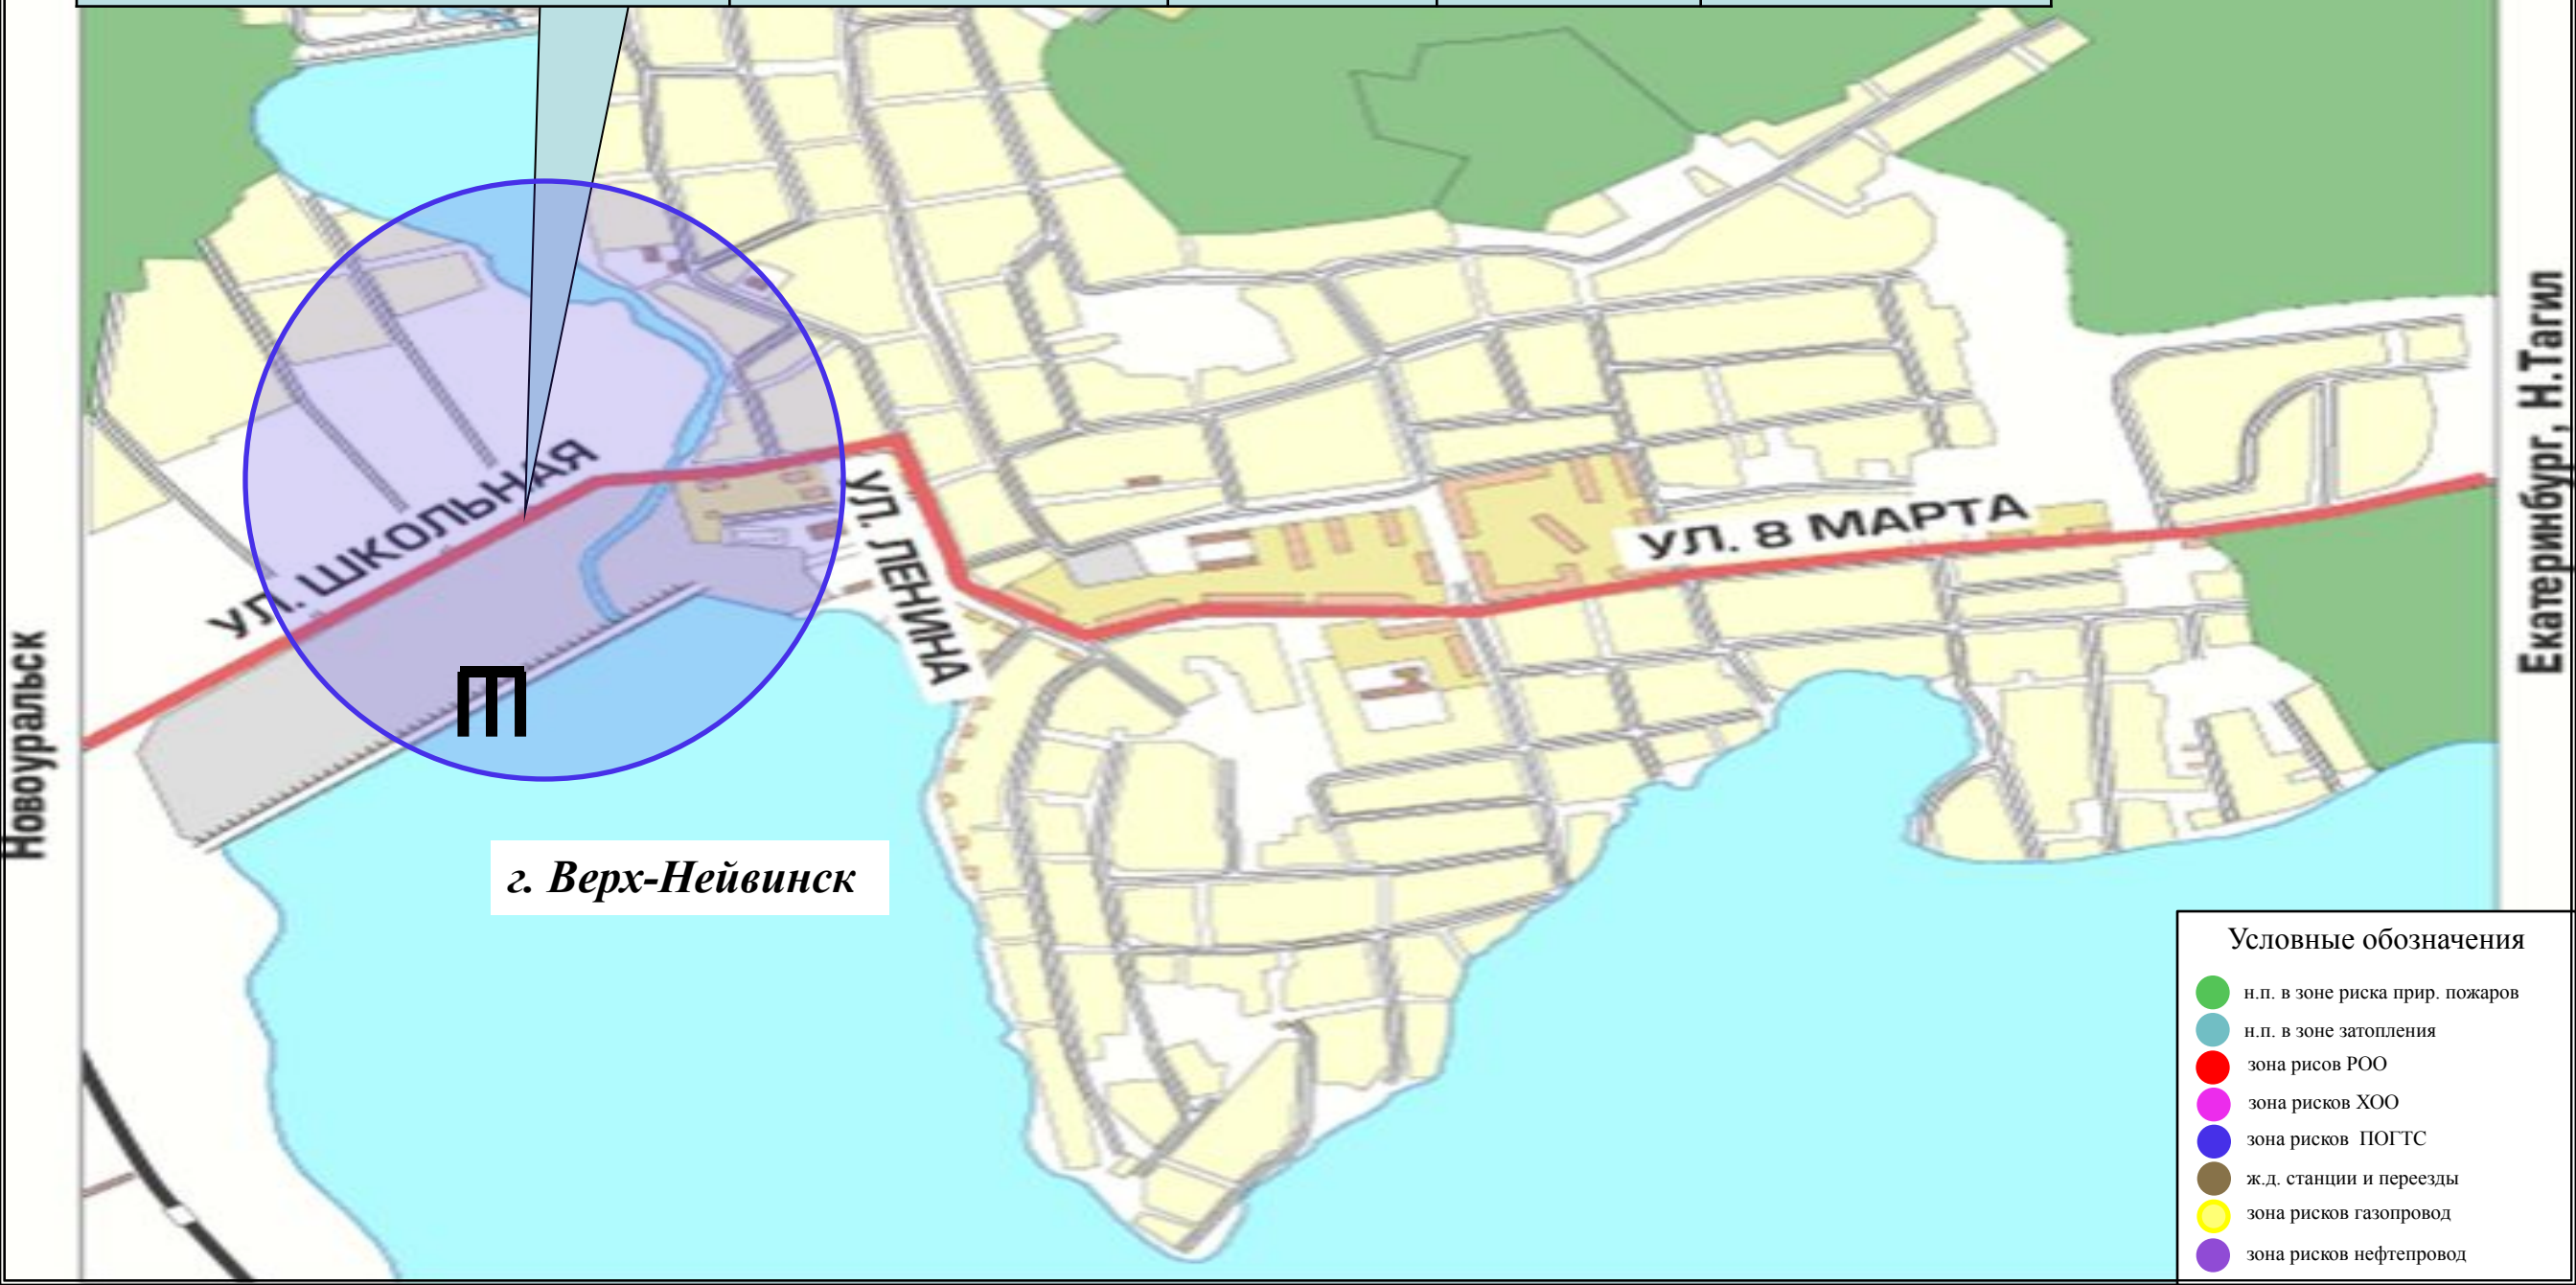 УЛ. ШКОЛЬНАЯ
УЛ. ЛЕНИНА
УЛ. 8 МАРТА
Новоуральск
Екатеринбург, Н.Тагил
г. Верх-Нейвинск
Условные обозначения
н.п. в зоне риска прир. пожаров
н.п. в зоне затопления
зона рисов РОО
зона рисков ХОО
зона рисков ПОГТС
ж.д. станции и переезды
зона рисков газопровод
зона рисков нефтепровод